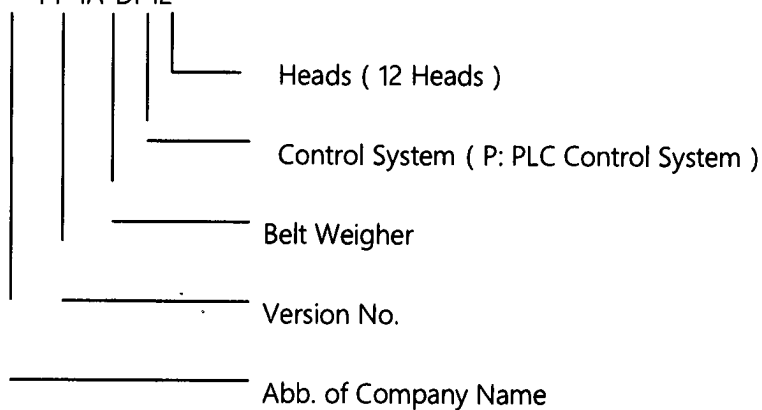 Heads ( 12 Heads )
Control System ( P: PLC Control System )
Belt Weigher
Version No.
Abb. of Company Name